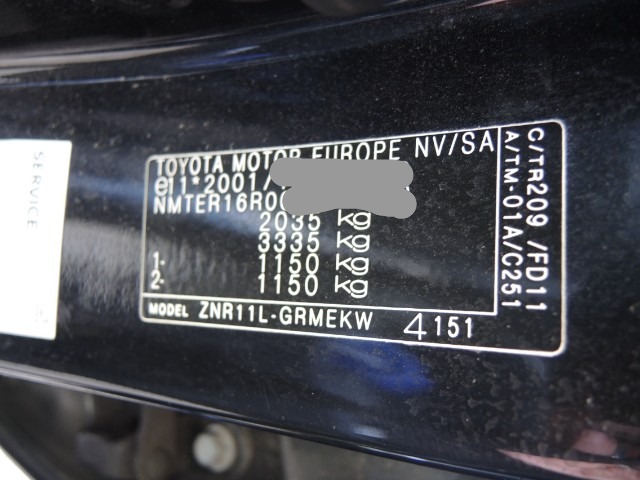 TOYOTA MOTOR EUROPE NV/SA
e11*2001/
NMTER16R0
2035 Kg
3335 Kg
1- 1150 Kg
2- 1150 Kg
MODEL ZNR11L-GRMEKW 4151
C/TR209 /FD11
A/TM-01A/C251
SERVICE